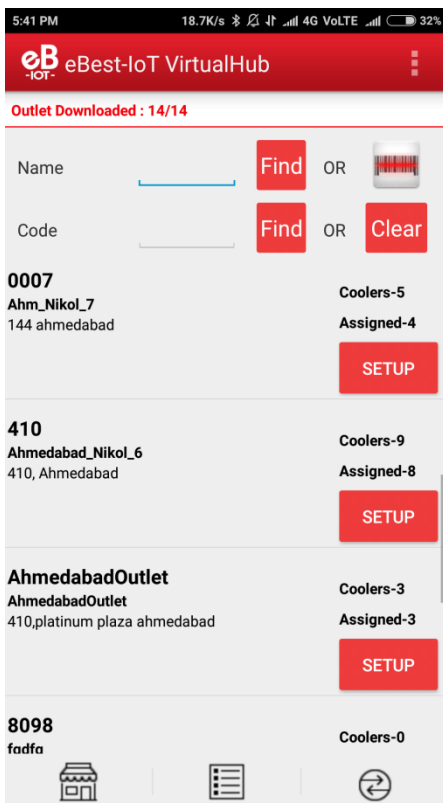 5:41 PM 18.7K/s 4G VoLTE 32%
eB -IOT- eBest-IoT VirtualHub
Outlet Downloaded : 14/14
Name Find OR
Code Find OR Clear
0007
Ahm_Nikol_7
144 ahmedabad
Coolers-5
Assigned-4
SETUP
410
Ahmedabad_Nikol_6
410, Ahmedabad
Coolers-9
Assigned-8
SETUP
AhmedabadOutlet
AhmedabadOutlet
410,platinum plaza ahmedabad
Coolers-3
Assigned-3
SETUP
8098
fadfa
Coolers-0